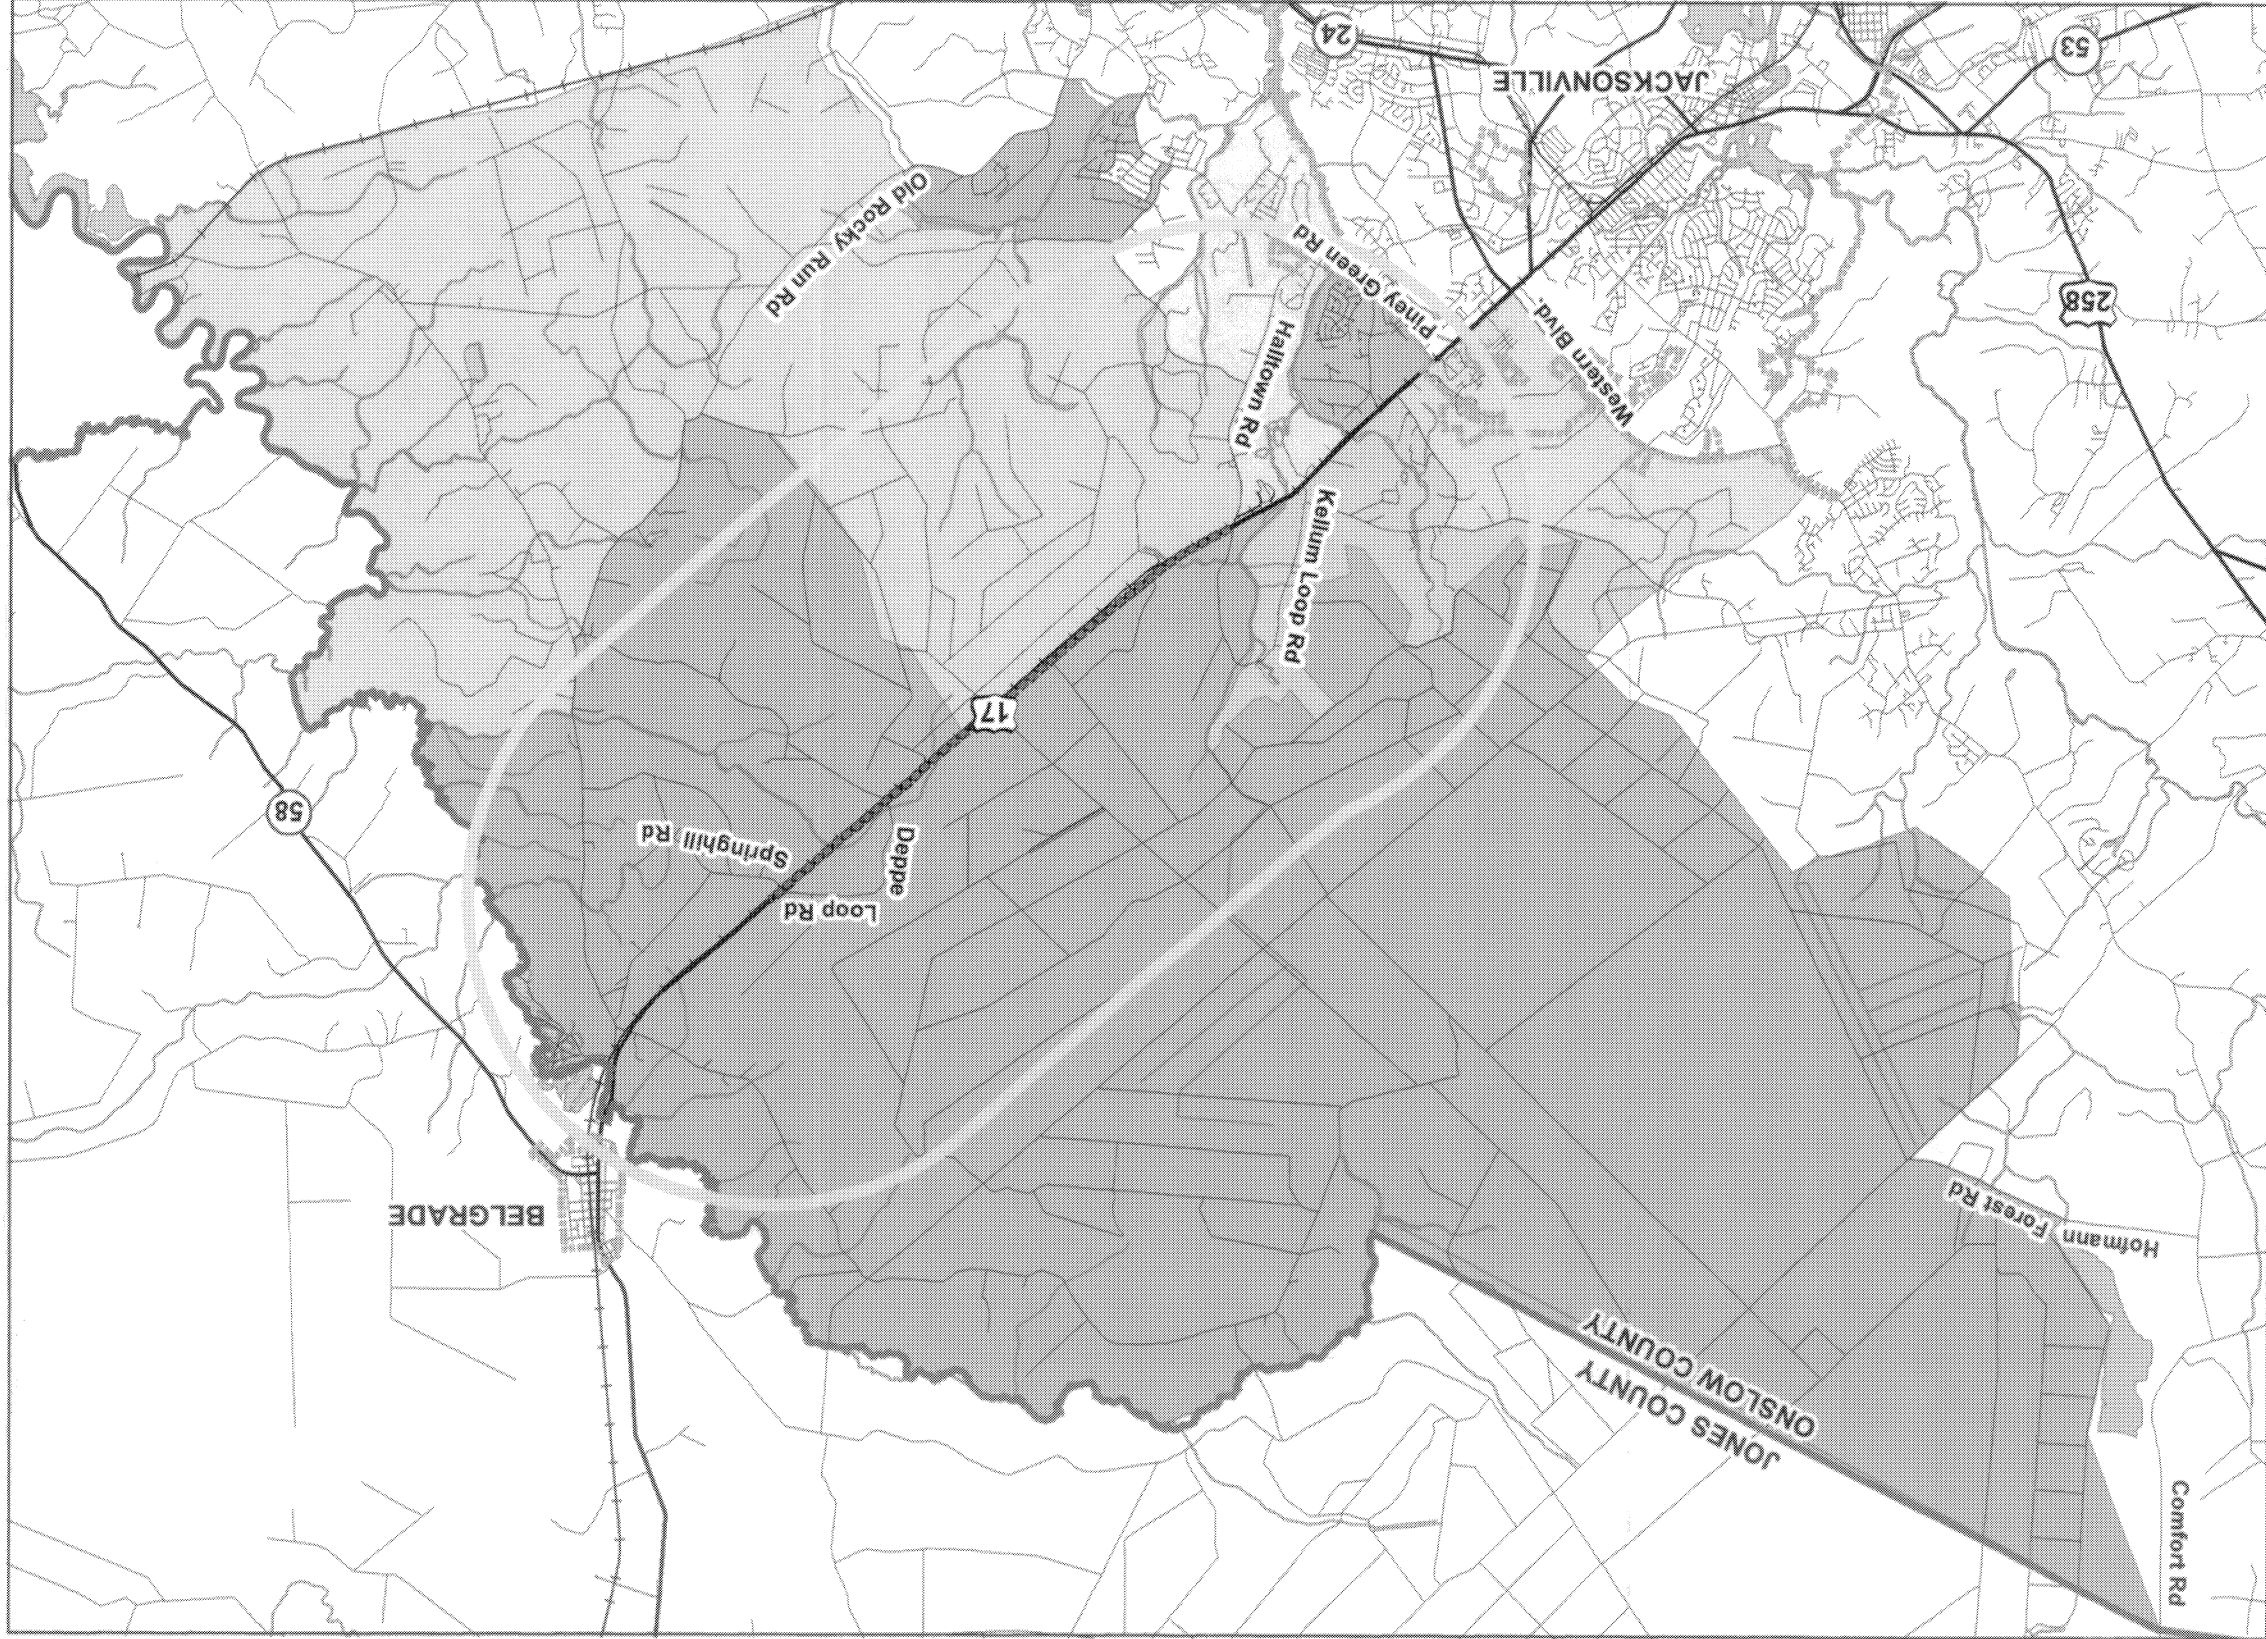 Comfort Rd
JONES COUNTY
ONSLOW COUNTY
Hofmann Forest Rd
BELGRADE
Loop Rd
Deppe
Springhill Rd
58
17
Kellum Loop Rd
Halltown Rd
Western Blvd.
Piney Green Rd
258
Old Rocky Run Rd
JACKSONVILLE
53
24